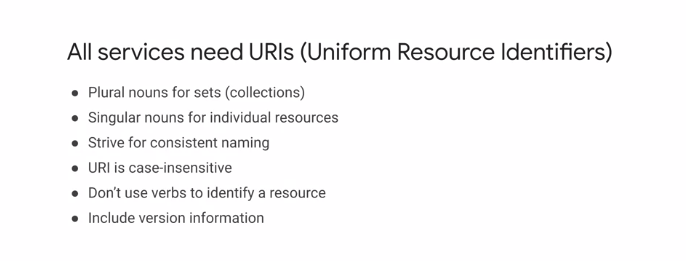 All services need URIs (Uniform Resource Identifiers)
● Plural nouns for sets (collections)
● Singular nouns for individual resources
● Strive for consistent naming
● URI is case-insensitive
● Don't use verbs to identify a resource
● Include version information